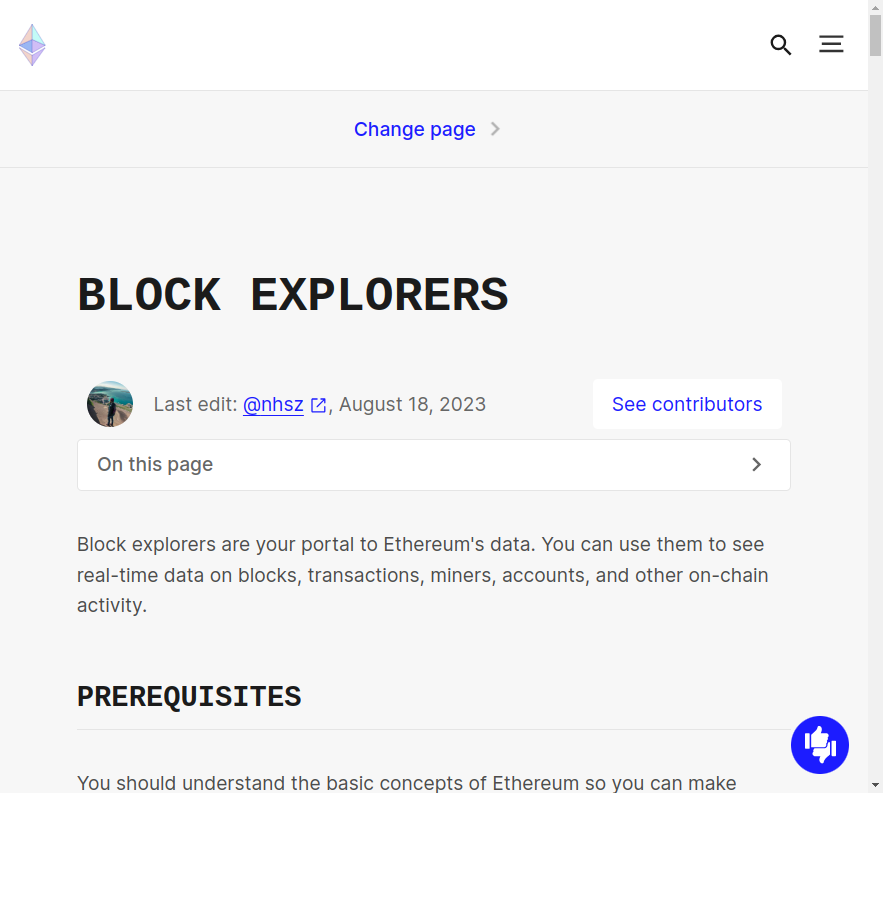 Change page
BLOCK EXPLORERS
Last edit: @nhsz , August 18, 2023
See contributors
On this page
Block explorers are your portal to Ethereum's data. You can use them to see
real-time data on blocks, transactions, miners, accounts, and other on-chain
activity.
PREREQUISITES
You should understand the basic concepts of Ethereum so you can make